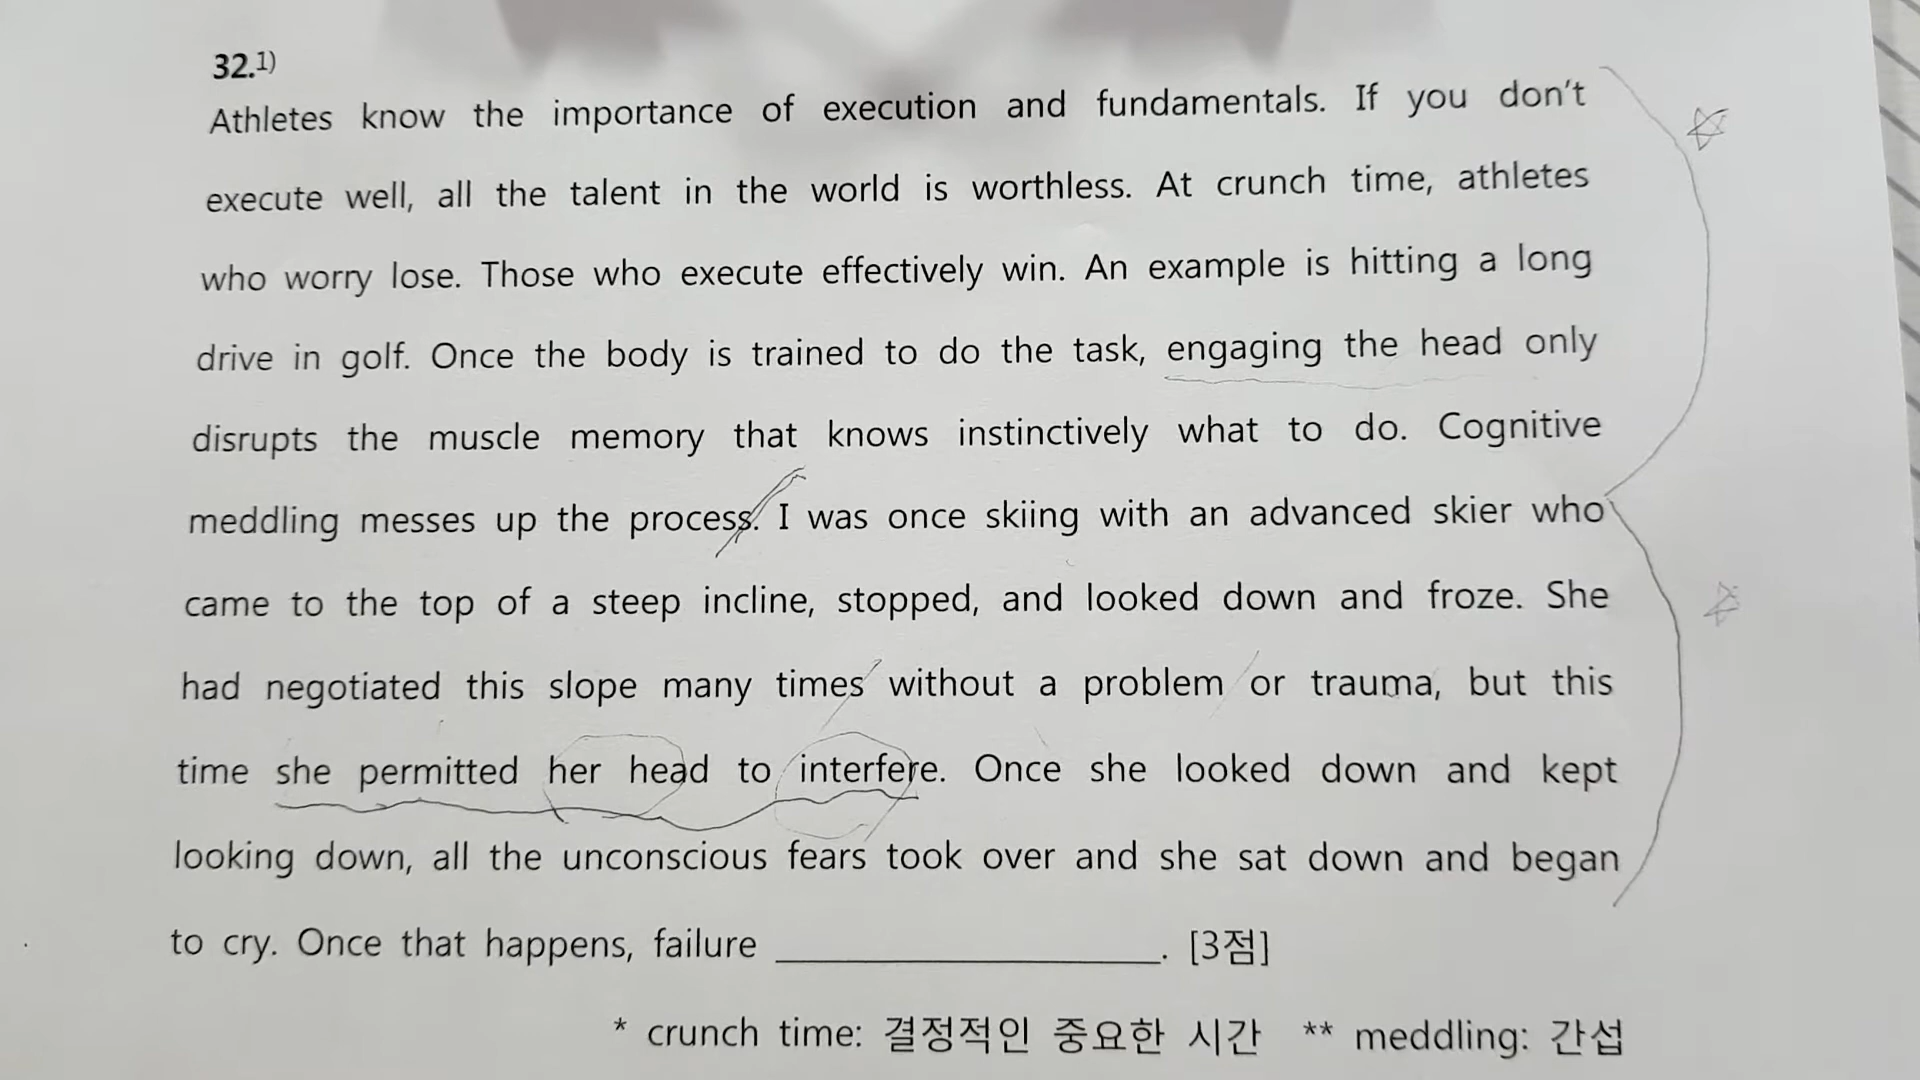 32.1)
Athletes know the importance of execution and fundamentals. If you don't
execute well, all the talent in the world is worthless. At crunch time, athletes
who worry lose. Those who execute effectively win. An example is hitting a long
drive in golf. Once the body is trained to do the task, engaging the head only
disrupts the muscle memory that knows instinctively what to do. Cognitive
meddling messes up the process. I was once skiing with an advanced skier who
came to the top of a steep incline, stopped, and looked down and froze. She
had negotiated this slope many times without a problem or trauma, but this
time she permitted her head to interfere. Once she looked down and kept
looking down, all the unconscious fears took over and she sat down and began
to cry. Once that happens, failure ____________________. [3점]
* crunch time: 결정적인 중요한 시간 ** meddling: 간섭